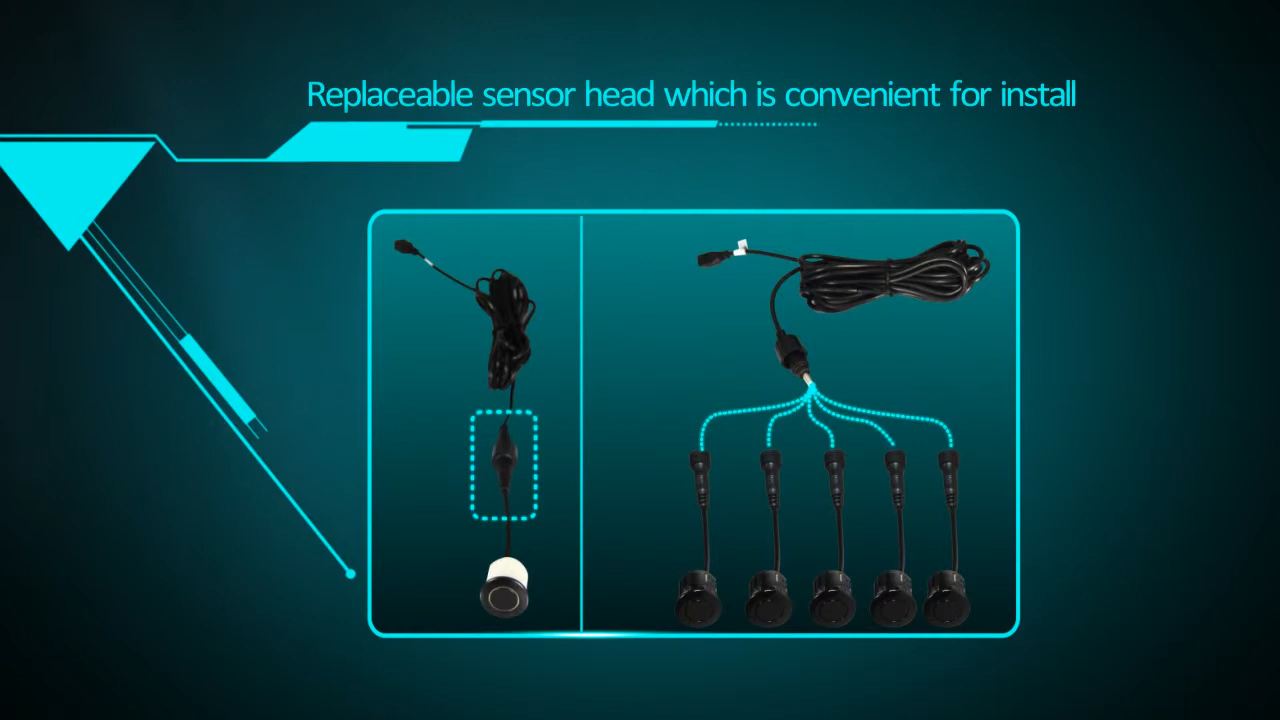 Replaceable sensor head which is convenient for install